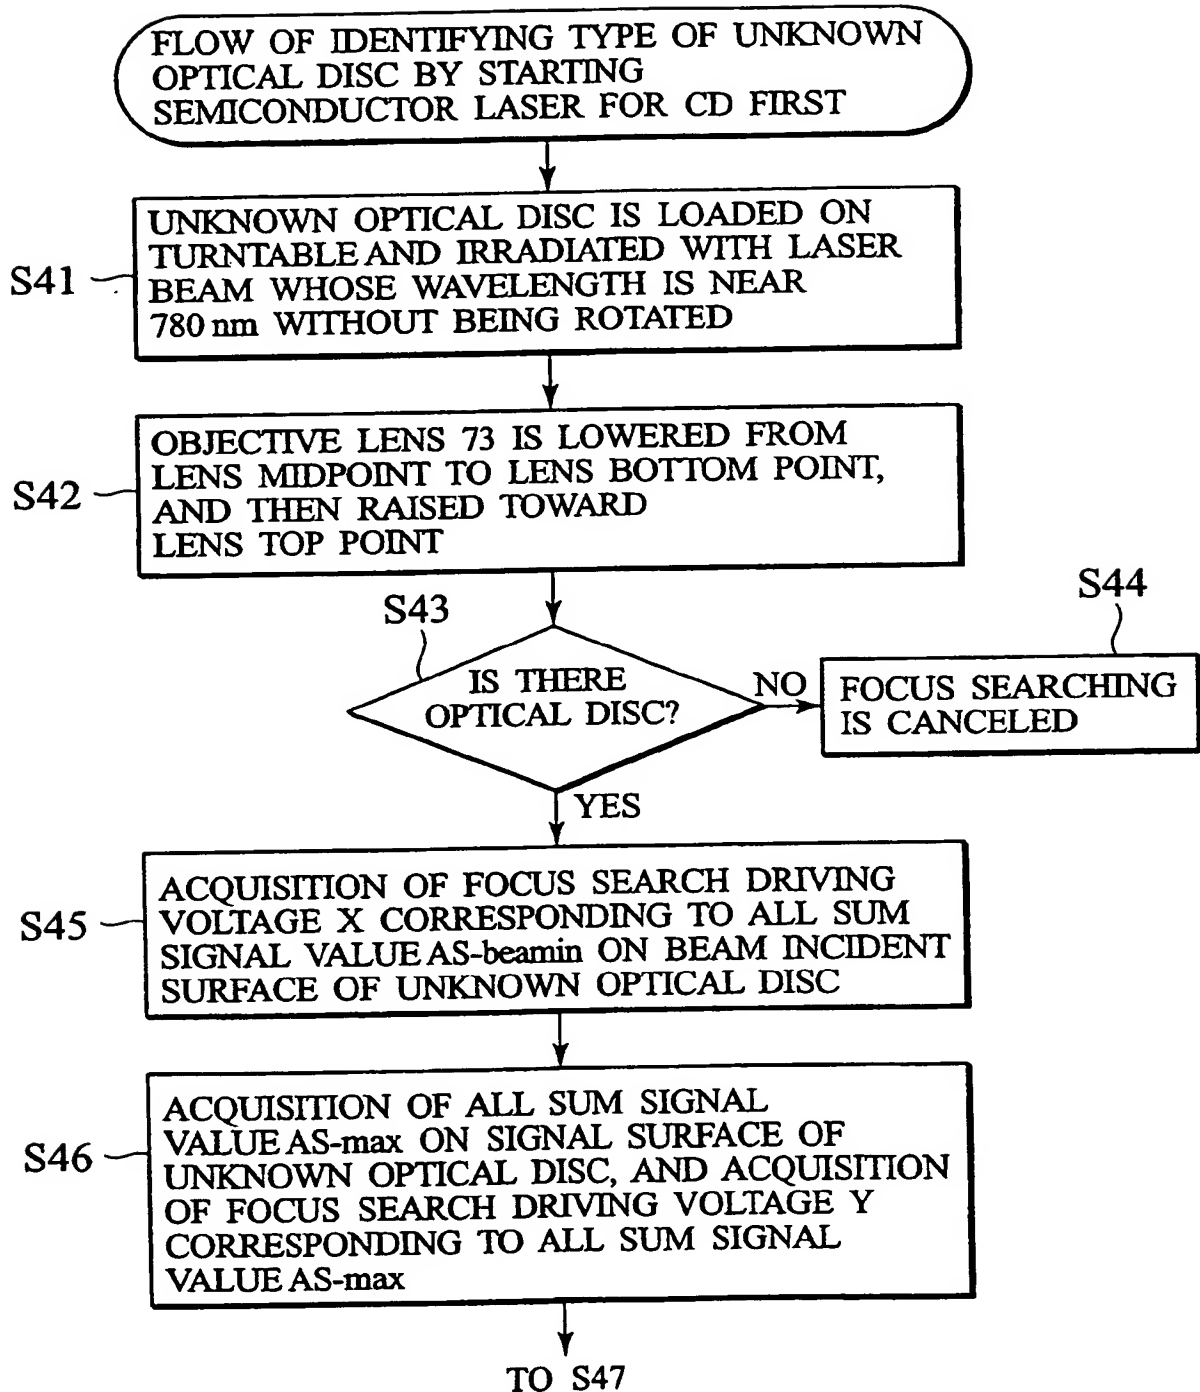 FLOW OF IDENTIFYING TYPE OF UNKNOWN
OPTICAL DISC BY STARTING
SEMICONDUCTOR LASER FOR CD FIRST
S41
UNKNOWN OPTICAL DISC IS LOADED ON
TURNTABLE AND IRRADIATED WITH LASER
BEAM WHOSE WAVELENGTH IS NEAR
780 nm WITHOUT BEING ROTATED
S42
OBJECTIVE LENS 73 IS LOWERED FROM
LENS MIDPOINT TO LENS BOTTOM POINT,
AND THEN RAISED TOWARD
LENS TOP POINT
S43
IS THERE
OPTICAL DISC?
NO
S44
FOCUS SEARCHING
IS CANCELED
YES
S45
ACQUISITION OF FOCUS SEARCH DRIVING
VOLTAGE X CORRESPONDING TO ALL SUM
SIGNAL VALUE AS-beamin ON BEAM INCIDENT
SURFACE OF UNKNOWN OPTICAL DISC
S46
ACQUISITION OF ALL SUM SIGNAL
VALUE AS-max ON SIGNAL SURFACE OF
UNKNOWN OPTICAL DISC, AND ACQUISITION
OF FOCUS SEARCH DRIVING VOLTAGE Y
CORRESPONDING TO ALL SUM SIGNAL
VALUE AS-max
TO S47